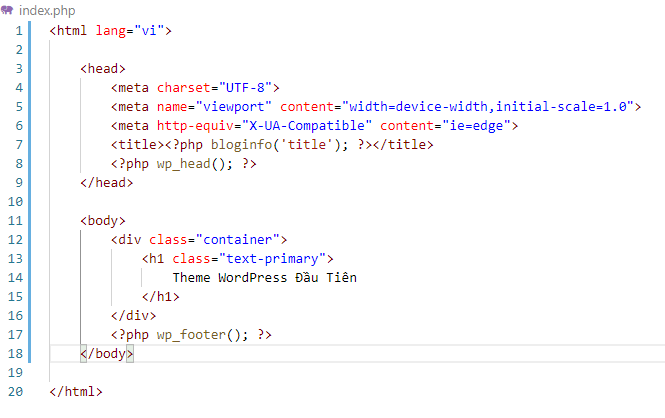 index.php
1 <html lang="vi">
2
3 <head>
4 <meta charset="UTF-8">
5 <meta name="viewport" content="width=device-width,initial-scale=1.0">
6 <meta http-equiv="X-UA-Compatible" content="ie=edge">
7 <title><?php bloginfo('title'); ?></title>
8 <?php wp_head(); ?>
9 </head>
10
11 <body>
12 <div class="container">
13 <h1 class="text-primary">
14 Theme WordPress Đầu Tiên
15 </h1>
16 </div>
17 <?php wp_footer(); ?>
18 </body>
19
20 </html>